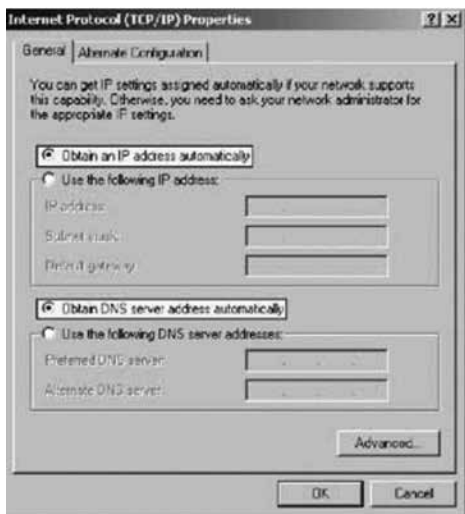 Internet Protocol (TCP/IP) Properties
? X
General
Alternate Configuration
You can get IP settings assigned automatically if your network supports
this capability. Otherwise, you need to ask your network administrator for
the appropriate IP settings.
Obtain an IP address automatically
Use the following IP address:
IP address:
Subnet mask:
Default gateway:
Obtain DNS server address automatically
Use the following DNS server addresses:
Preferred DNS server:
Alternate DNS server:
Advanced...
OK
Cancel